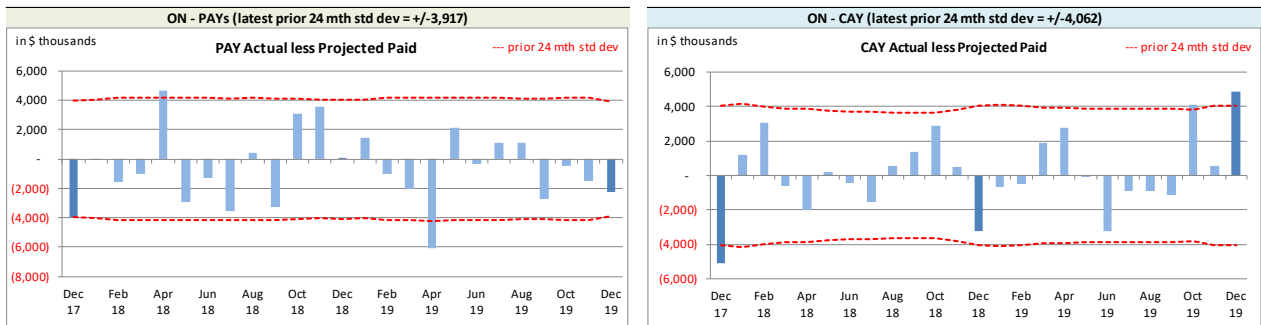 ON - PAYs (latest prior 24 mth std dev = +/-3,917)
in $ thousands
PAY Actual less Projected Paid
--- prior 24 mth std dev
6,000
4,000
2,000
-
(2,000)
(4,000)
(6,000)
(8,000)
Dec Feb Apr Jun Aug Oct Dec Feb Apr Jun Aug Oct Dec
17 18 18 18 18 18 18 19 19 19 19 19 19
ON - CAY (latest prior 24 mth std dev = +/-4,062)
in $ thousands
CAY Actual less Projected Paid
--- prior 24 mth std dev
6,000
4,000
2,000
-
(2,000)
(4,000)
(6,000)
Dec Feb Apr Jun Aug Oct Dec Feb Apr Jun Aug Oct Dec
17 18 18 18 18 18 18 19 19 19 19 19 19